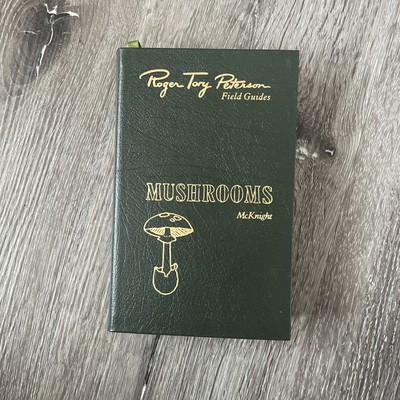 Roger Tory Peterson
Field Guides
MUSHROOMS
McKnight